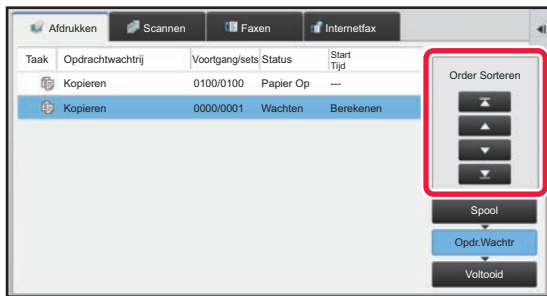 Afdrukken Scannen Faxen Internetfax
Taak Opdrachtwachtrij Voortgang/sets Status Start
Tijd
Kopieren 0100/0100 Papier Op ---
Kopieren 0000/0001 Wachten Berekenen
Order Sorteren
Spool
Opdr.Wachtr
Voltooid